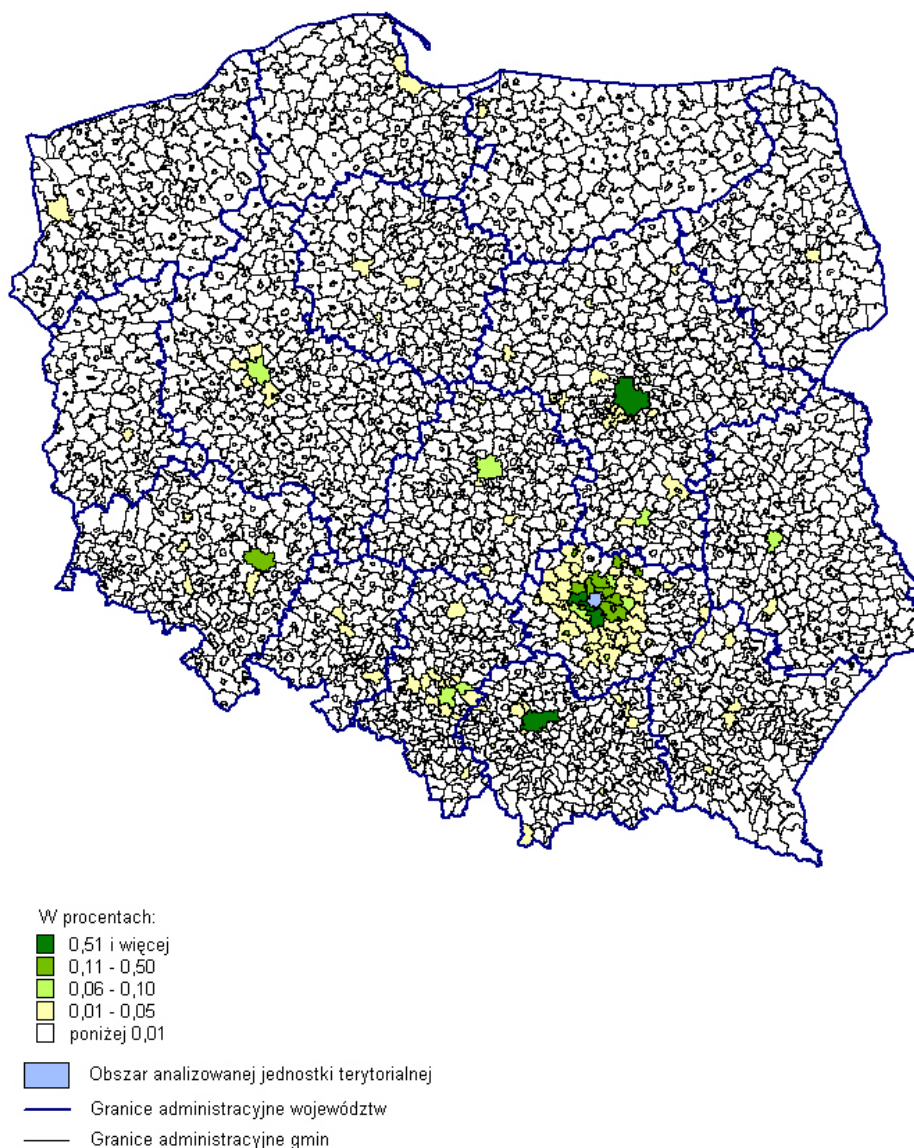 W procentach:
0,51 i więcej
0,11 - 0,50
0,06 - 0,10
0,01 - 0,05
poniżej 0,01
Obszar analizowanej jednostki terytorialnej
Granice administracyjne województw
Granice administracyjne gmin